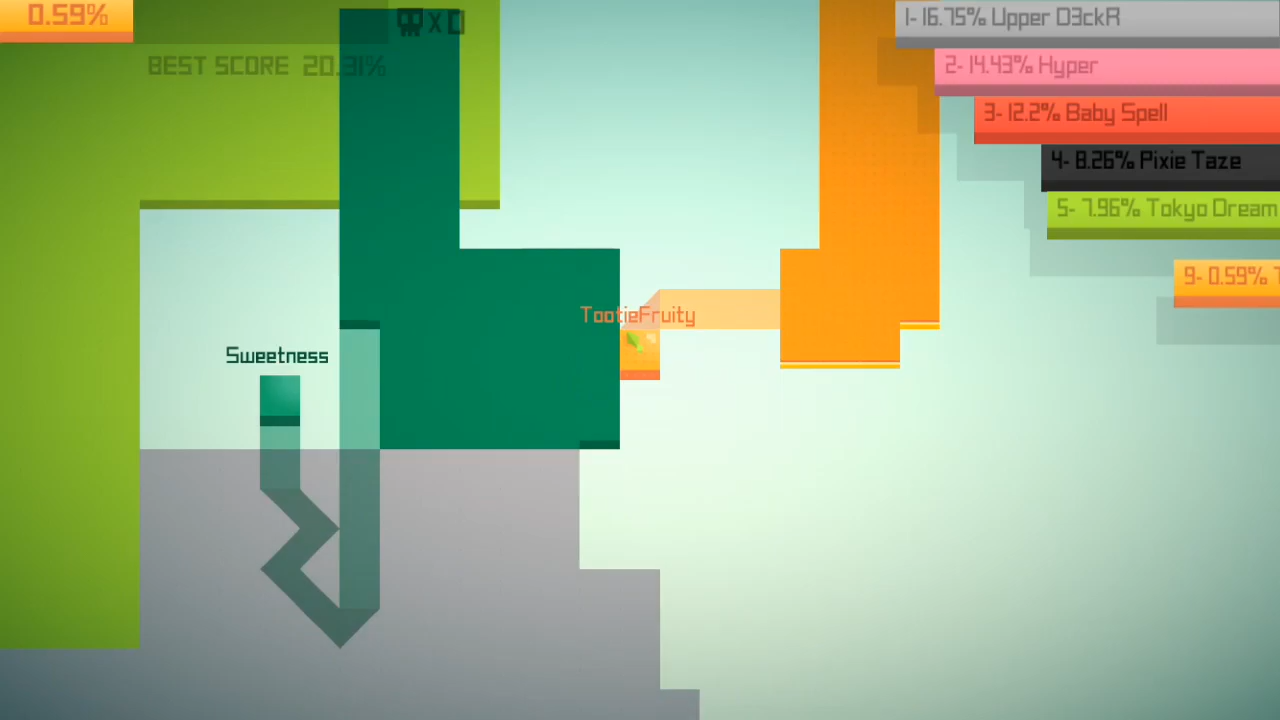 0.59%
X 0
BEST SCORE 20.31%
1- 16.75% Upper D3ckR
2- 14.43% Hyper
3- 12.2% Baby Spell
4- 8.26% Pixie Taze
5- 7.96% Tokyo Dream
9- 0.59% T
TootieFruity
Sweetness